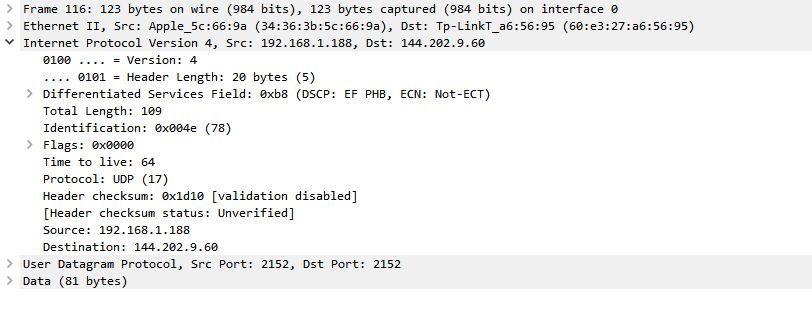 Frame 116: 123 bytes on wire (984 bits), 123 bytes captured (984 bits) on interface 0
Ethernet II, Src: Apple_5c:66:9a (34:36:3b:5c:66:9a), Dst: Tp-LinkT_a6:56:95 (60:e3:27:a6:56:95)
Internet Protocol Version 4, Src: 192.168.1.188, Dst: 144.202.9.60
0100 .... = Version: 4
.... 0101 = Header Length: 20 bytes (5)
Differentiated Services Field: 0xb8 (DSCP: EF PHB, ECN: Not-ECT)
Total Length: 109
Identification: 0x004e (78)
Flags: 0x0000
Time to live: 64
Protocol: UDP (17)
Header checksum: 0x1d10 [validation disabled]
[Header checksum status: Unverified]
Source: 192.168.1.188
Destination: 144.202.9.60
User Datagram Protocol, Src Port: 2152, Dst Port: 2152
Data (81 bytes)